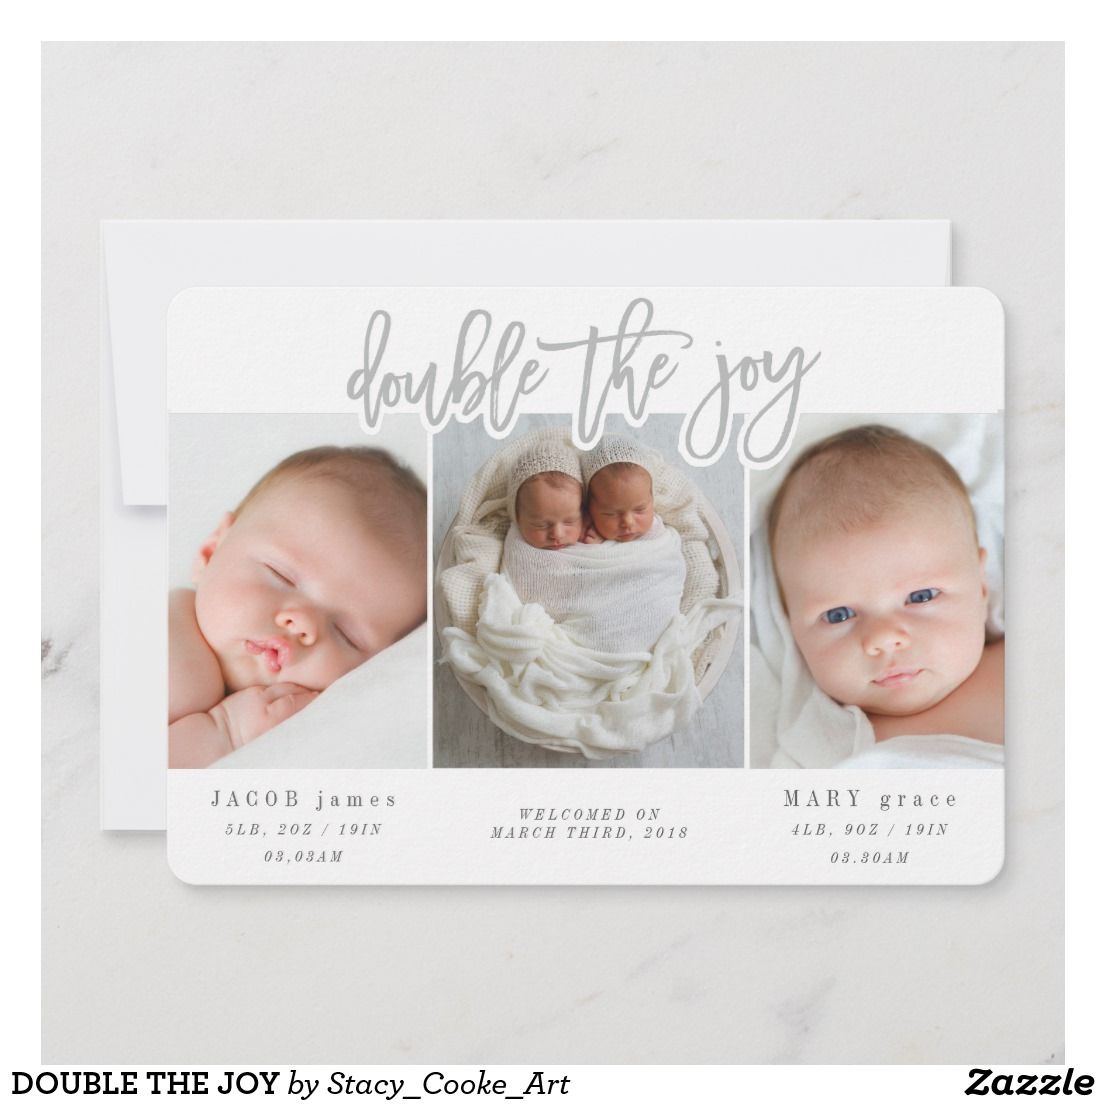 double the joy
JACOB james
5LB, 2OZ / 19IN
03,03AM
WELCOMED ON
MARCH THIRD, 2018
MARY grace
4LB, 9OZ / 19IN
03.30AM
DOUBLE THE JOY by Stacy_Cooke_Art
Zazzle